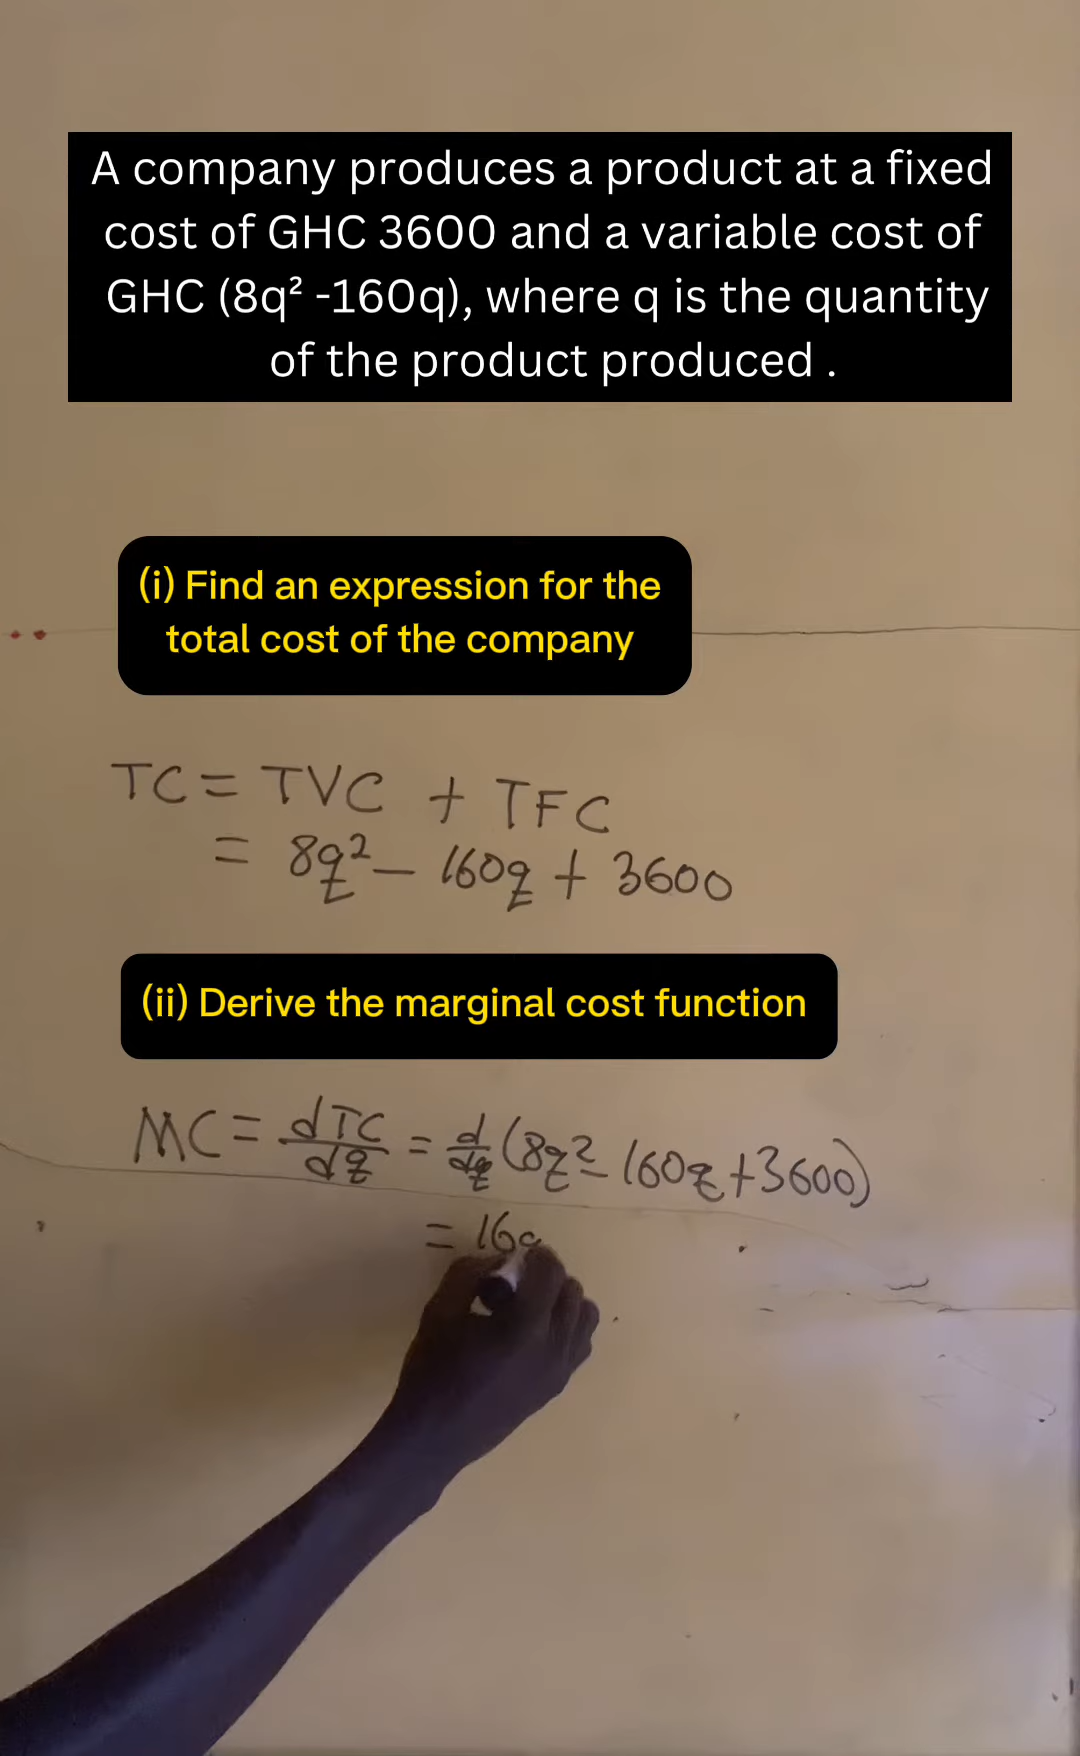 A company produces a product at a fixed
cost of GHC 3600 and a variable cost of
GHC (8q² -160q), where q is the quantity
of the product produced .
(i) Find an expression for the
total cost of the company
TC = TVC + TFC
= 8q² - 160q + 3600
(ii) Derive the marginal cost function
MC = dTC/dq = d/dq (8q² - 160q + 3600)
= 16q